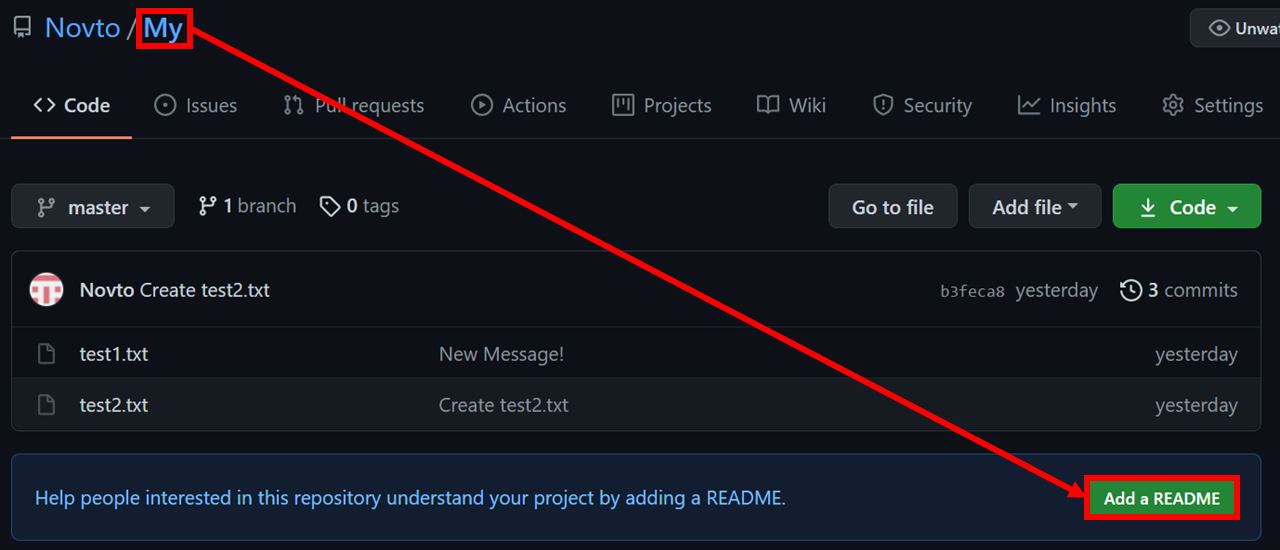 Novto / My
Unwat
Code Issues Pull requests Actions Projects Wiki Security Insights Settings
master 1 branch 0 tags Go to file Add file Code
Novto Create test2.txt b3feca8 yesterday 3 commits
test1.txt New Message! yesterday
test2.txt Create test2.txt yesterday
Help people interested in this repository understand your project by adding a README. Add a README